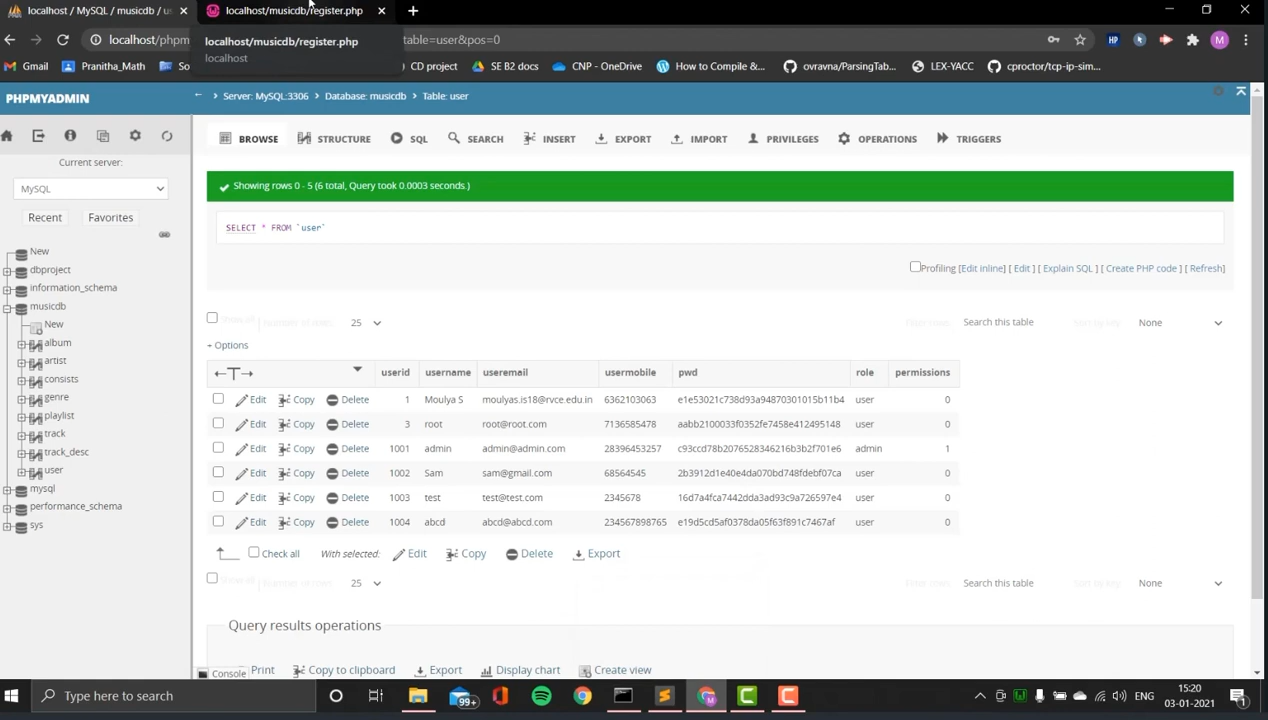 localhost / MySQL / musicdb / us
localhost/musicdb/register.php
localhost/phpm
table=user&pos=0
localhost/musicdb/register.php
localhost
HP
M
Gmail
Pranitha_Math
So
CD project
SE B2 docs
CNP - OneDrive
How to Compile &...
ovravna/ParsingTab...
LEX-YACC
cproctor/tcp-ip-sim...
PHPMYADMIN
← > Server: MySQL:3306 > Database: musicdb > Table: user
BROWSE STRUCTURE SQL SEARCH INSERT EXPORT IMPORT PRIVILEGES OPERATIONS TRIGGERS
Current server:
MySQL
Recent Favorites
New
dbproject
information_schema
musicdb
New
album
artist
consists
genre
playlist
track
track_desc
user
mysql
performance_schema
sys
Showing rows 0 - 5 (6 total, Query took 0.0003 seconds.)
SELECT * FROM `user`
Profiling [Edit inline] [ Edit ] [ Explain SQL ] [ Create PHP code ] [ Refresh]
25 Search this table None
+ Options
←T→ userid username useremail usermobile pwd role permissions
Edit Copy Delete 1 Moulya S moulyas.is18@rvce.edu.in 6362103063 e1e53021c738d93a94870301015b11b4 user 0
Edit Copy Delete 3 root root@root.com 7136585478 aabb2100033f0352fe7458e412495148 user 0
Edit Copy Delete 1001 admin admin@admin.com 28396453257 c93ccd78b2076528346216b3b2f701e6 admin 1
Edit Copy Delete 1002 Sam sam@gmail.com 68564545 2b3912d1e40e4da070bd748fdebf07ca user 0
Edit Copy Delete 1003 test test@test.com 2345678 16d7a4fca7442dda3ad93c9a726597e4 user 0
Edit Copy Delete 1004 abcd abcd@abcd.com 234567898765 e19d5cd5af0378da05f63f891c7467af user 0
Check all With selected: Edit Copy Delete Export
25 Search this table None
Query results operations
Console
Print Copy to clipboard Export Display chart Create view
Type here to search
99+
ENG
15:20
03-01-2021
1